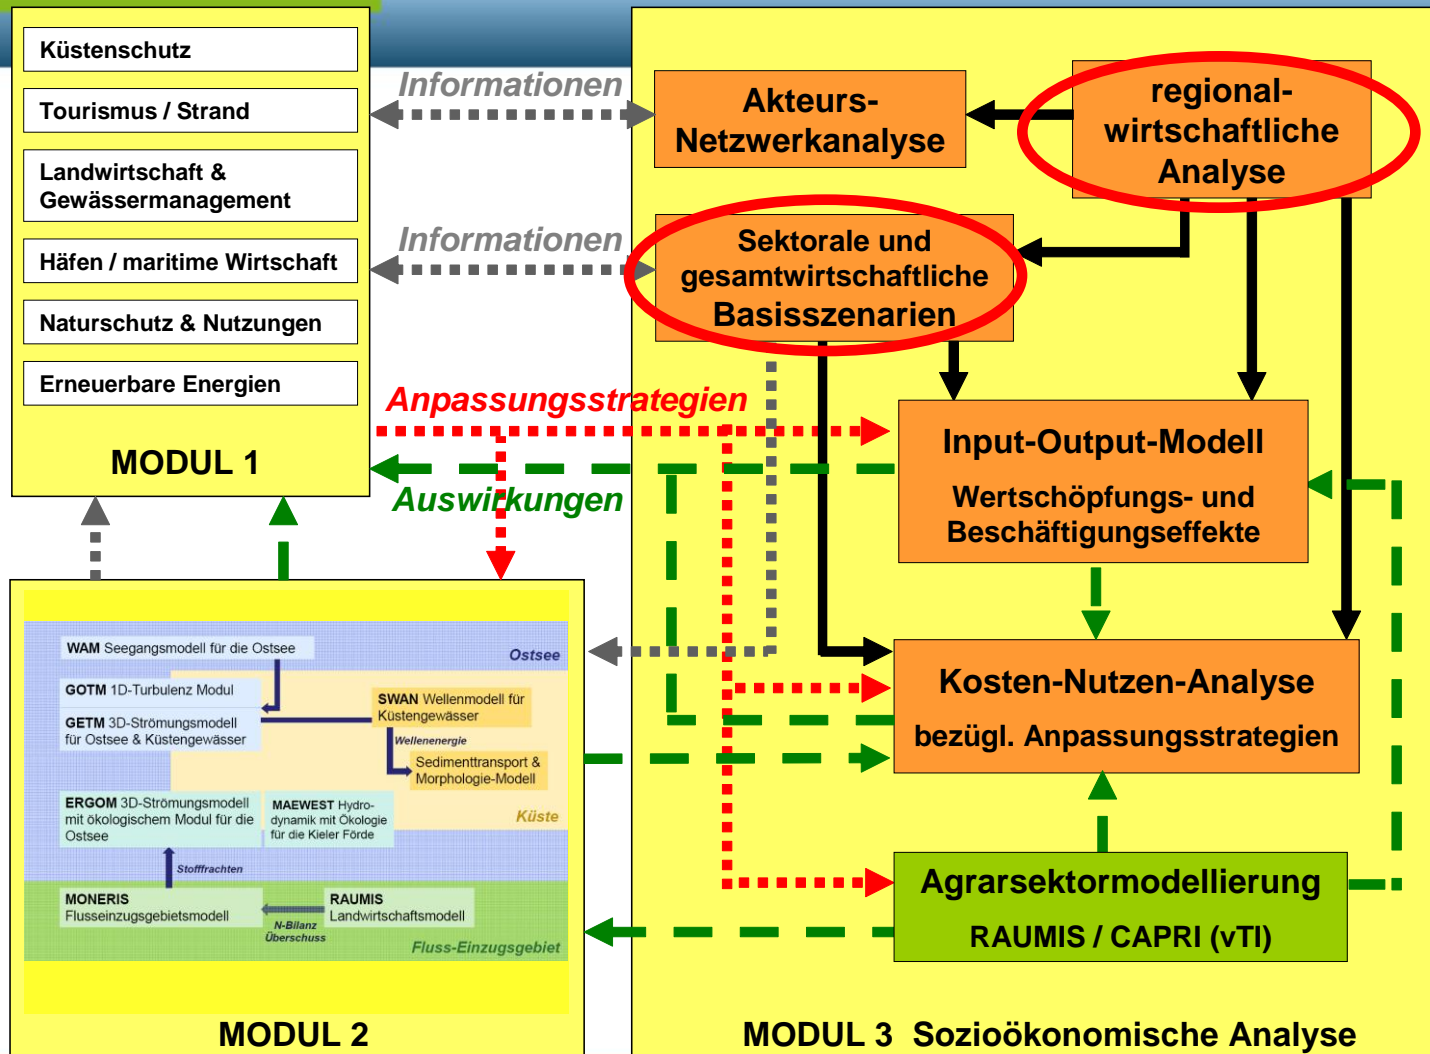 Küstenschutz
Tourismus / Strand
Landwirtschaft &
Gewässermanagement
Häfen / maritime Wirtschaft
Naturschutz & Nutzungen
Erneuerbare Energien
MODUL 1
Informationen
Informationen
Anpassungsstrategien
Auswirkungen
Akteurs-
Netzwerkanalyse
regional-
wirtschaftliche
Analyse
Sektorale und
gesamtwirtschaftliche
Basisszenarien
Input-Output-Modell
Wertschöpfungs- und
Beschäftigungseffekte
Kosten-Nutzen-Analyse
bezügl. Anpassungsstrategien
Agrarsektormodellierung
RAUMIS / CAPRI (vTI)
MODUL 3 Sozioökonomische Analyse
WAM Seegangsmodell für die Ostsee
Ostsee
GOTM 1D-Turbulenz Modul
GETM 3D-Strömungsmodell
für Ostsee & Küstengewässer
SWAN Wellenmodell für
Küstengewässer
Wellenenergie
Sedimenttransport &
Morphologie-Modell
ERGOM 3D-Strömungsmodell
mit ökologischem Modul für die
Ostsee
MAEWEST Hydro-
dynamik mit Ökologie
für die Kieler Förde
Küste
Stofffrachten
MONERIS
Flusseinzugsgebietsmodell
N-Bilanz
Überschuss
RAUMIS
Landwirtschaftsmodell
Fluss-Einzugsgebiet
MODUL 2